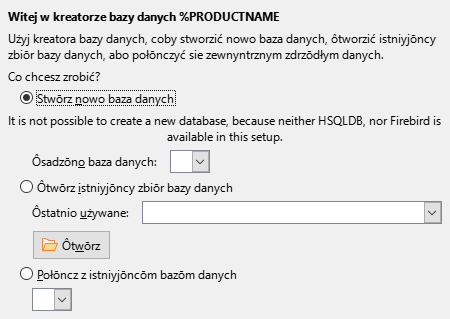 Witej w kreatorze bazy danych %PRODUCTNAME
Użyj kreatora bazy danych, coby stworzić nowo baza danych, ôtworzić istniyjōncy
zbiōr bazy danych, abo połōnczyć sie zewnyntrznym zdrzōdłym danych.
Co chcesz zrobić?
Stwōrz nowo baza danych
It is not possible to create a new database, because neither HSQLDB, nor Firebird is
available in this setup.
Ôsadzōno baza danych:
Ôtwōrz istniyjōncy zbiōr bazy danych
Ôstatnio używane:
Ôtwōrz
Połōncz z istniyjōncōm bazōm danych